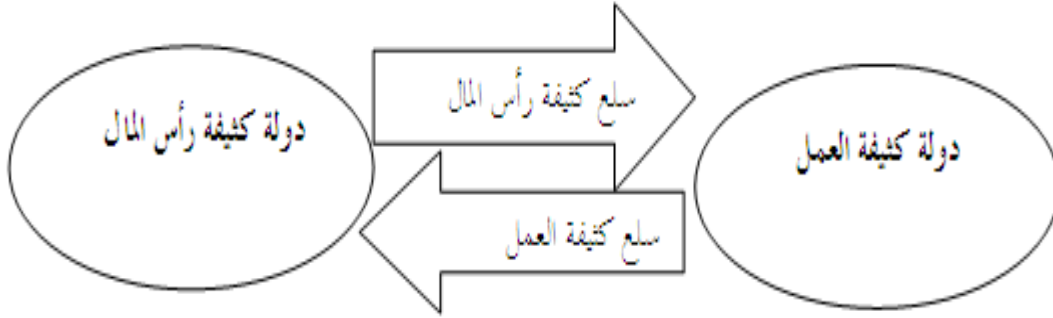 دولة كثيفة رأس المال
سلع كثيفة رأس المال
دولة كثيفة العمل
سلع كثيفة العمل